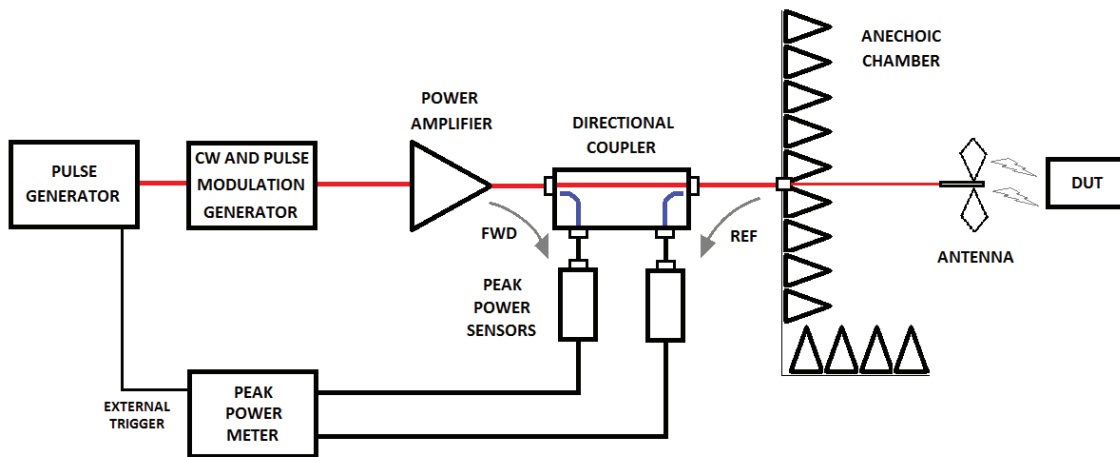 ANECHOIC
CHAMBER
POWER
AMPLIFIER
DIRECTIONAL
COUPLER
PULSE
GENERATOR
CW AND PULSE
MODULATION
GENERATOR
DUT
FWD
REF
ANTENNA
PEAK
POWER
SENSORS
EXTERNAL
TRIGGER
PEAK
POWER
METER